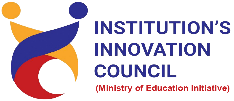 INSTITUTION'S
INNOVATION
COUNCIL
(Ministry of Education Initiative)